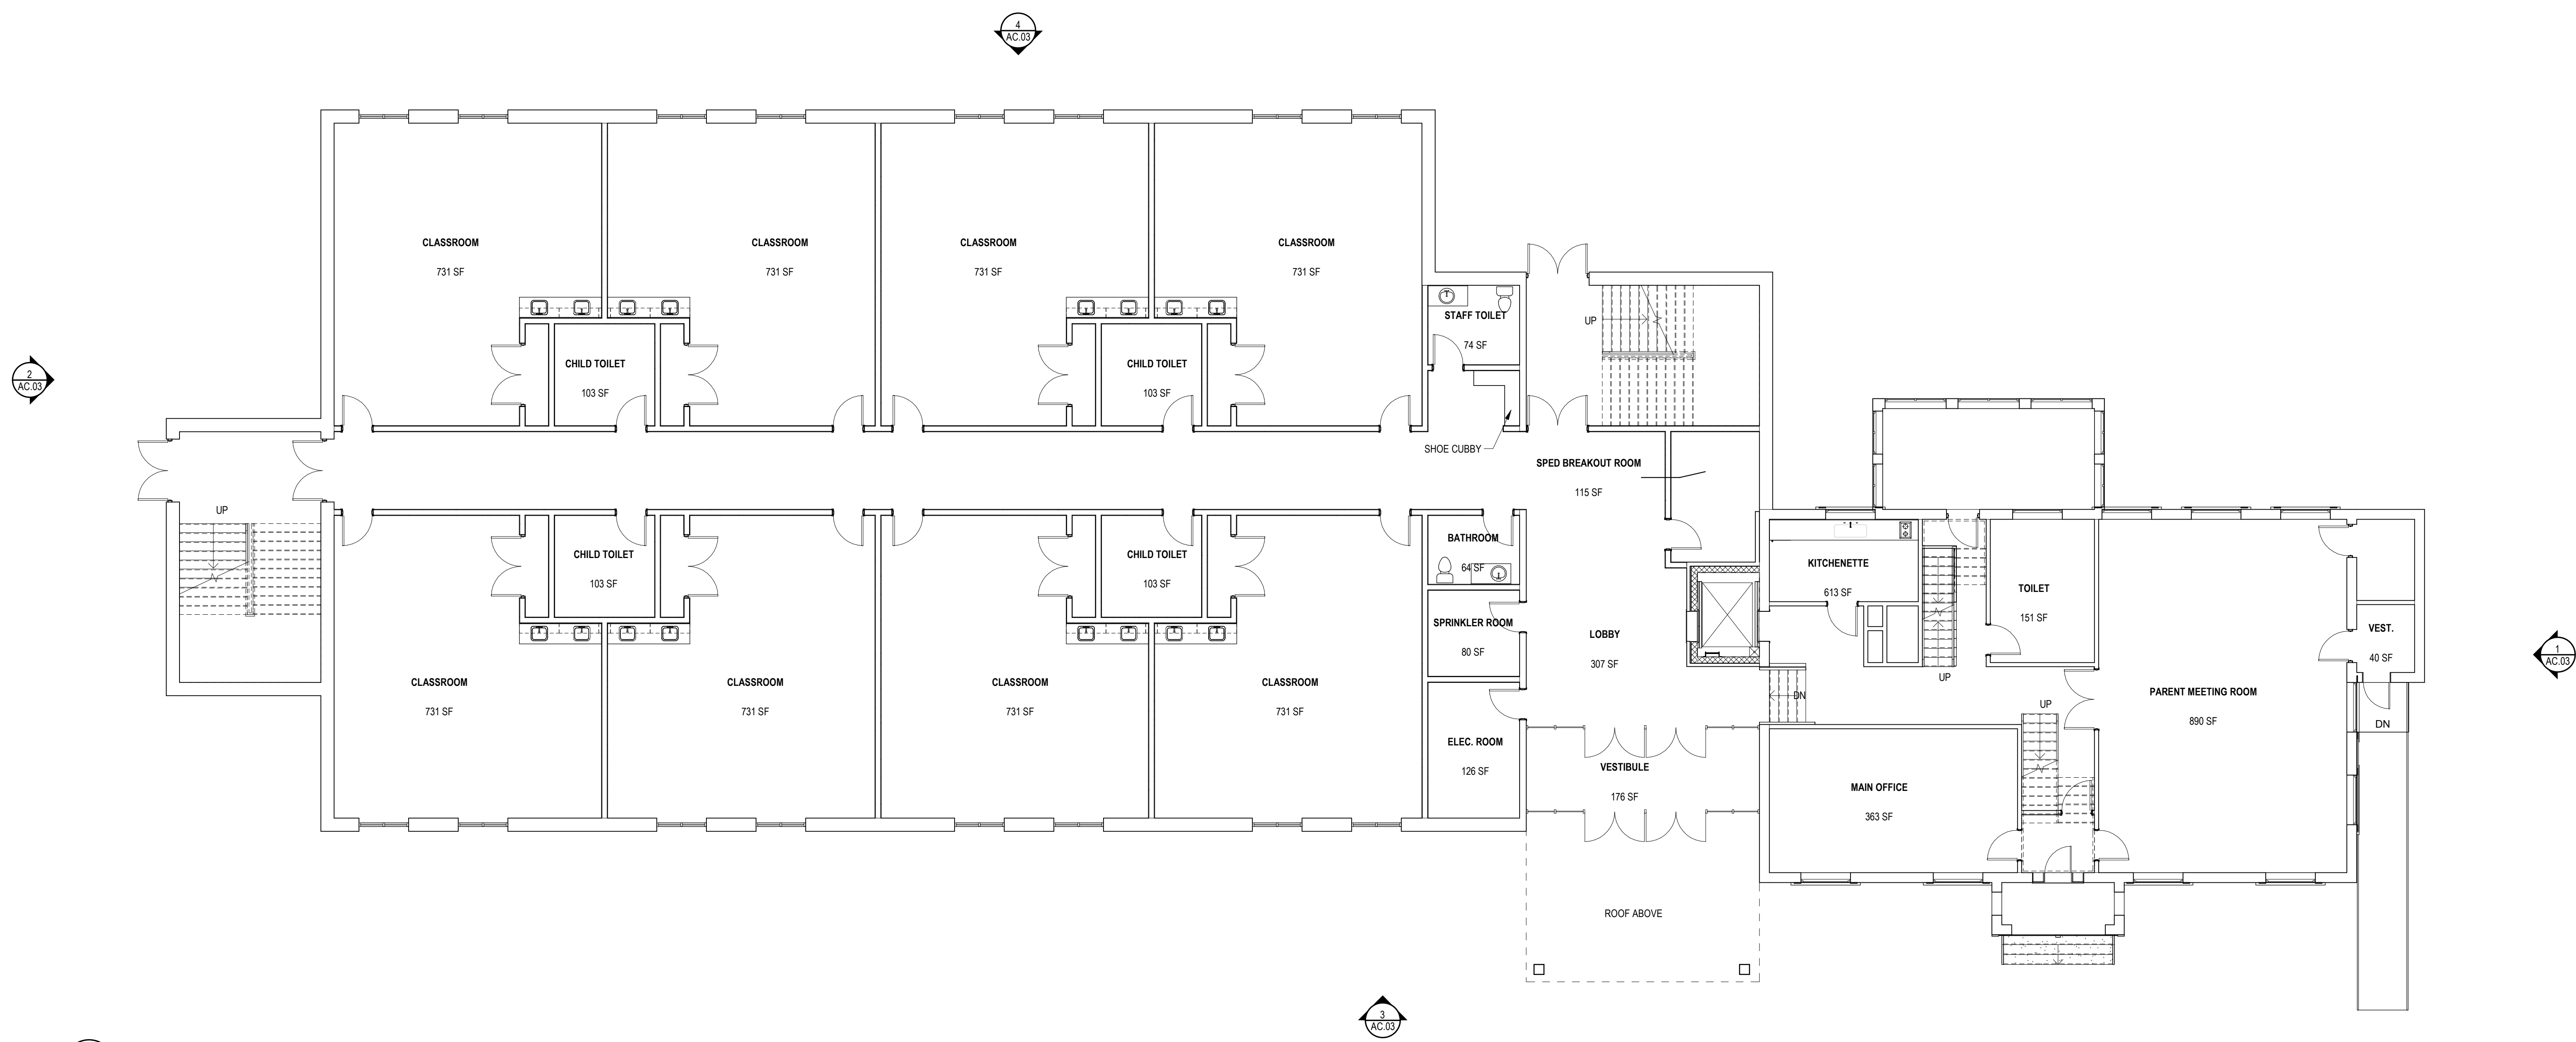 4
AC.03
CLASSROOM
731 SF
CLASSROOM
731 SF
CLASSROOM
731 SF
CLASSROOM
731 SF
STAFF TOILET
74 SF
UP
2
AC.03
CHILD TOILET
103 SF
CHILD TOILET
103 SF
SHOE CUBBY
SPED BREAKOUT ROOM
115 SF
UP
CHILD TOILET
103 SF
CHILD TOILET
103 SF
BATHROOM
64 SF
KITCHENETTE
613 SF
TOILET
151 SF
SPRINKLER ROOM
80 SF
LOBBY
307 SF
VEST.
40 SF
1
AC.03
CLASSROOM
731 SF
CLASSROOM
731 SF
CLASSROOM
731 SF
CLASSROOM
731 SF
UP
DN
UP
PARENT MEETING ROOM
890 SF
DN
ELEC. ROOM
126 SF
VESTIBULE
176 SF
MAIN OFFICE
363 SF
ROOF ABOVE
3
AC.03